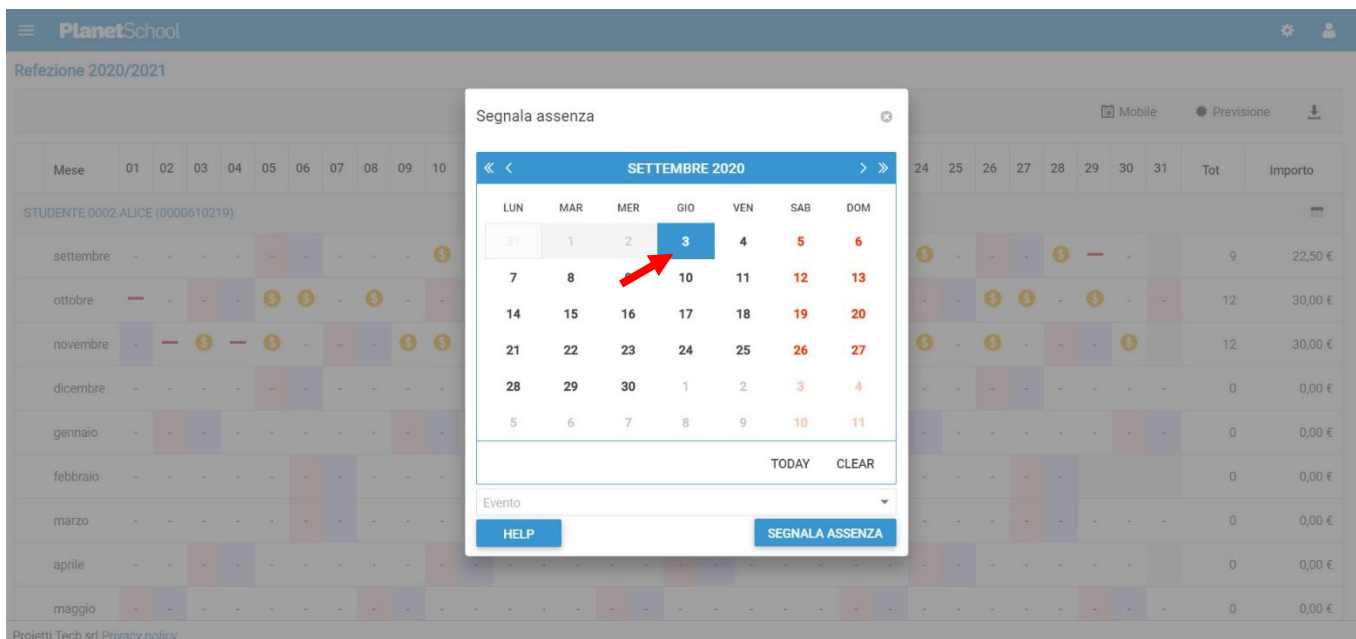 PlanetSchool
Refezione 2020/2021
Mobile Previsione
Segnala assenza
Mese 01 02 03 04 05 06 07 08 09 10 24 25 26 27 28 29 30 31 Tot Importo
STUDENTE 0002 ALICE (0000610219)
SETTEMBRE 2020
LUN MAR MER GIO VEN SAB DOM
31 1 2 3 4 5 6
7 8 9 10 11 12 13
14 15 16 17 18 19 20
21 22 23 24 25 26 27
28 29 30 1 2 3 4
5 6 7 8 9 10 11
TODAY CLEAR
Evento
HELP SEGNALA ASSENZA
settembre 9 22,50 €
ottobre 12 30,00 €
novembre 12 30,00 €
dicembre 0 0,00 €
gennaio 0 0,00 €
febbraio 0 0,00 €
marzo 0 0,00 €
aprile 0 0,00 €
maggio 0 0,00 €
Projetti Tech srl Privacy policy